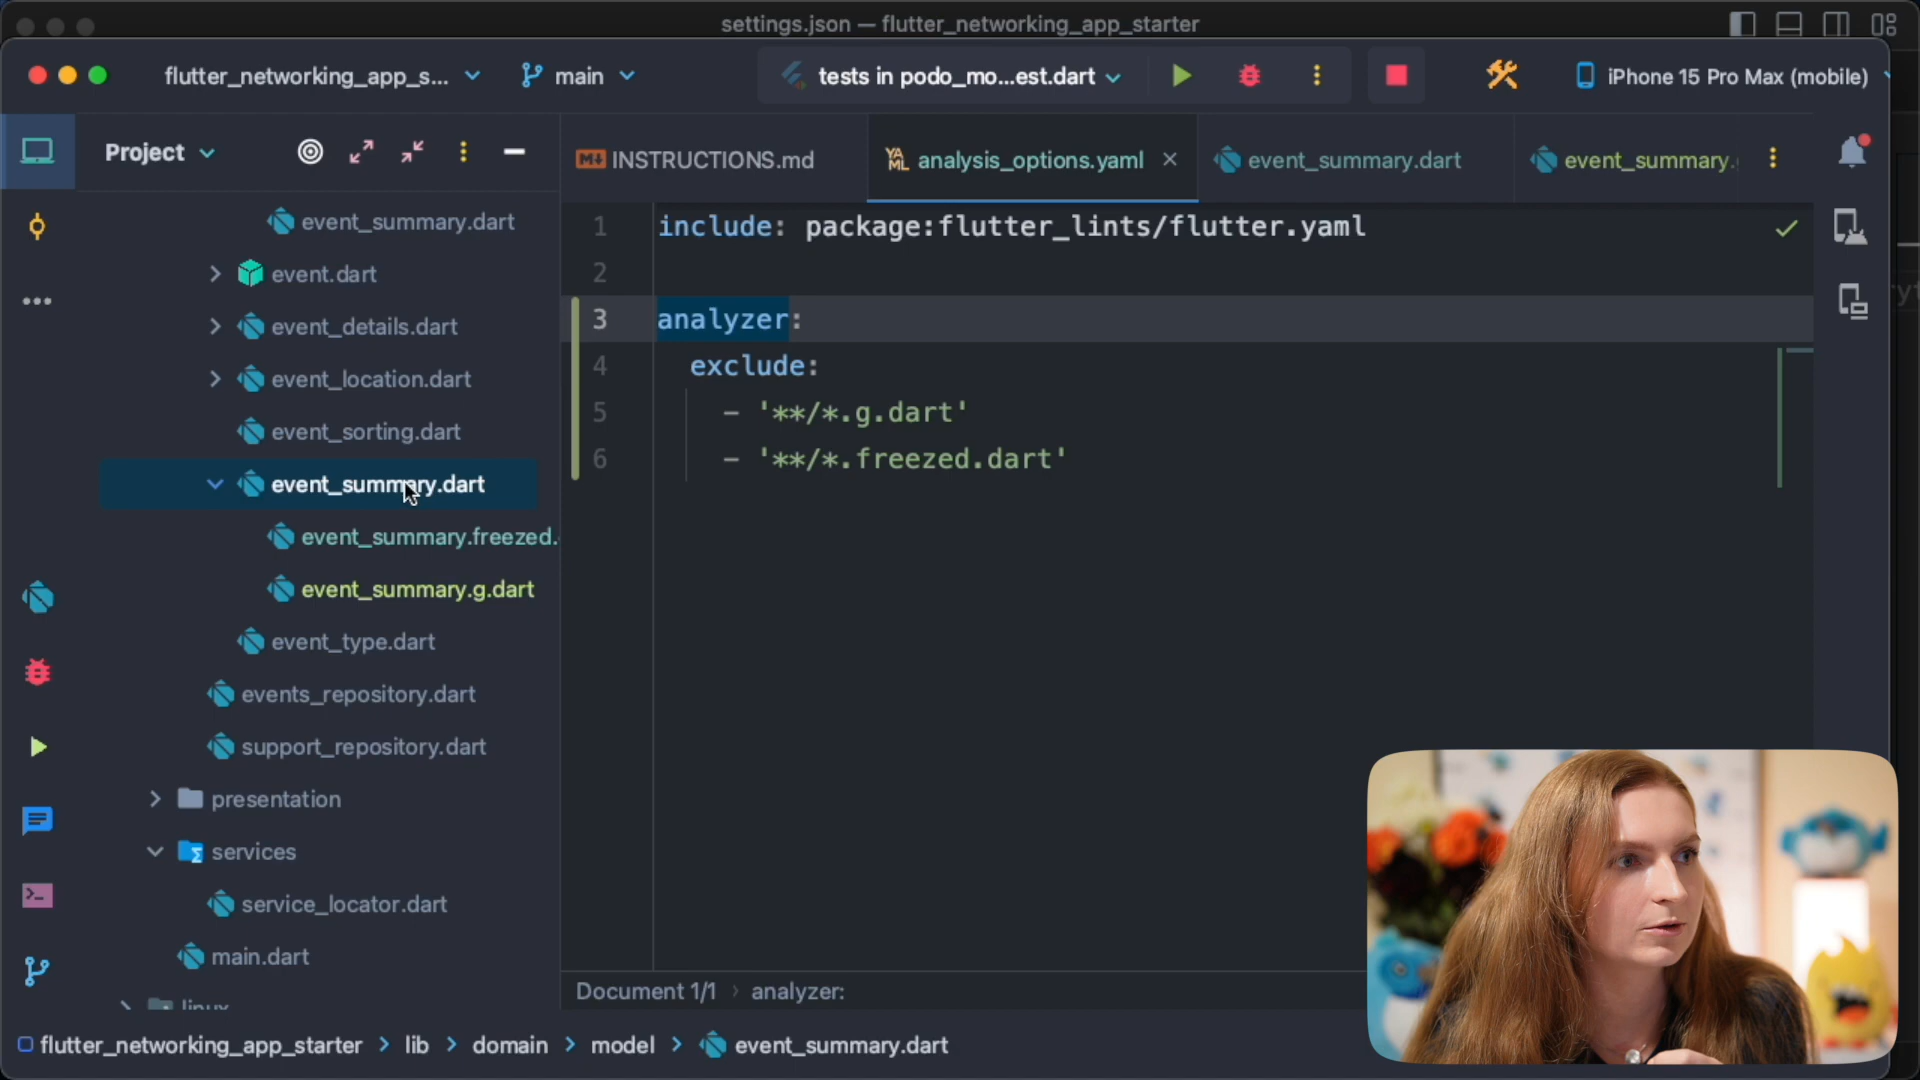 settings.json — flutter_networking_app_starter
flutter_networking_app_s...
main
tests in podo_mo...est.dart
iPhone 15 Pro Max (mobile)
Project
INSTRUCTIONS.md
analysis_options.yaml
event_summary.dart
event_summary.
event_summary.dart
event.dart
event_details.dart
event_location.dart
event_sorting.dart
event_summary.dart
event_summary.freezed.
event_summary.g.dart
event_type.dart
events_repository.dart
support_repository.dart
presentation
services
service_locator.dart
main.dart
linux
1 include: package:flutter_lints/flutter.yaml
2
3 analyzer:
4 exclude:
5 - '**/*.g.dart'
6 - '**/*.freezed.dart'
Document 1/1 › analyzer:
flutter_networking_app_starter > lib > domain > model > event_summary.dart